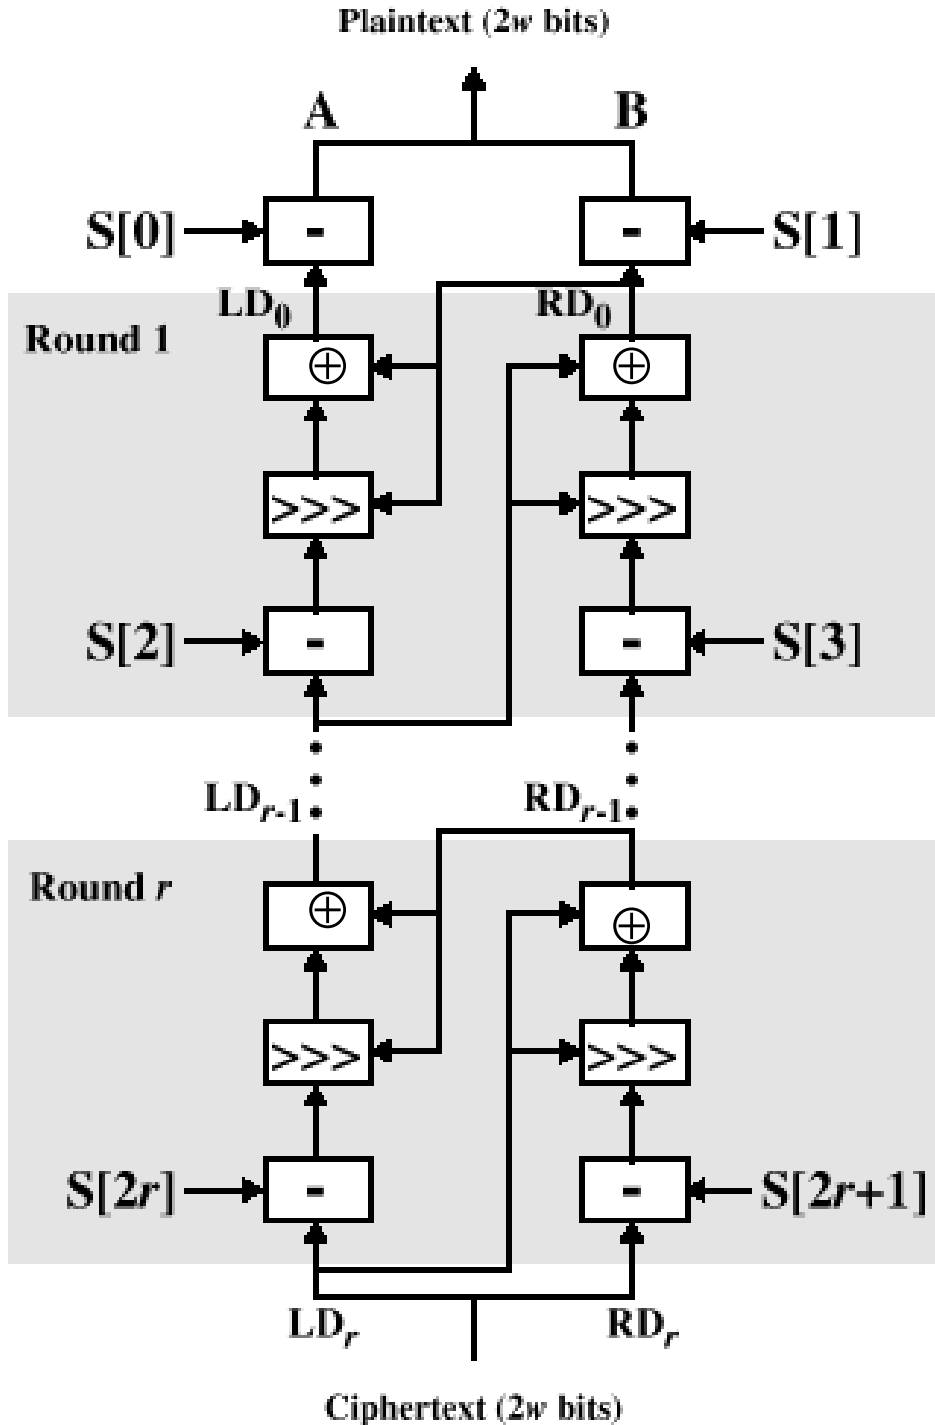 Plaintext (2w bits)
A B
S[0] - - S[1]
LD₀ RD₀
Round 1
⊕ ⊕
>>> >>>
S[2] - - S[3]
LDᵣ₋₁ RDᵣ₋₁
Round r
⊕ ⊕
>>> >>>
S[2r] - - S[2r+1]
LDᵣ RDᵣ
Ciphertext (2w bits)